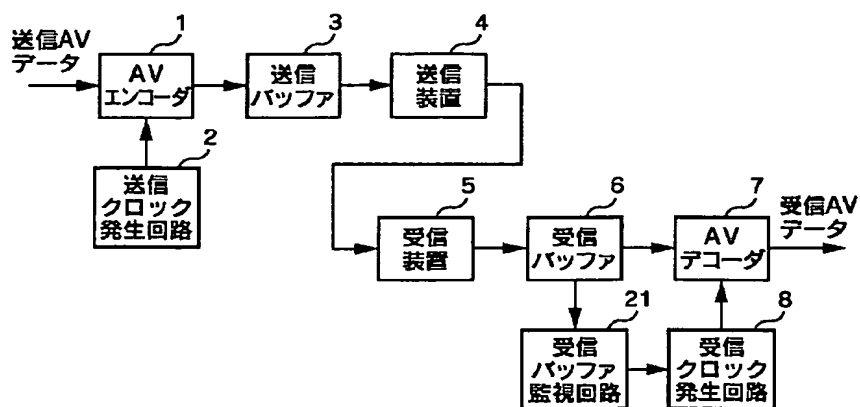 送信AV
データ
1
AV
エンコーダ
3
送信
バッファ
4
送信
装置
2
送信
クロック
発生回路
5
受信
装置
6
受信
バッファ
7
AV
デコーダ
受信AV
データ
21
受信
バッファ
監視回路
8
受信
クロック
発生回路